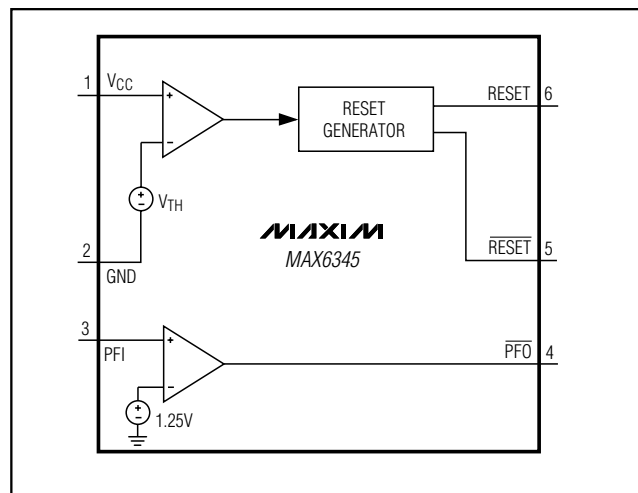 1 VCC
+
−
RESET
GENERATOR
RESET 6
+
−
VTH
MAXIM
MAX6345
2
GND
RESET 5
3
PFI
+
−
PFO 4
+
−
1.25V